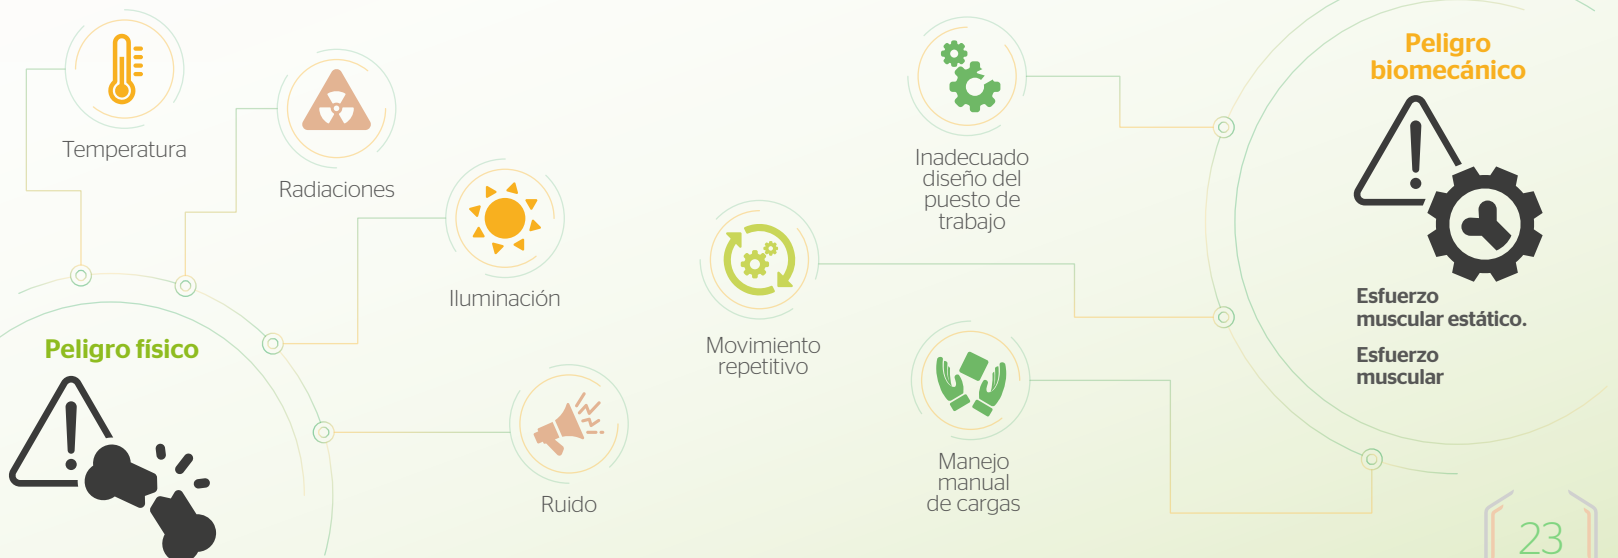 Temperatura
Radiaciones
Iluminación
Peligro físico
Ruido
Peligro
biomecánico
Inadecuado
diseño del
puesto de
trabajo
Movimiento
repetitivo
Manejo
manual
de cargas
Esfuerzo
muscular estático.
Esfuerzo
muscular
23